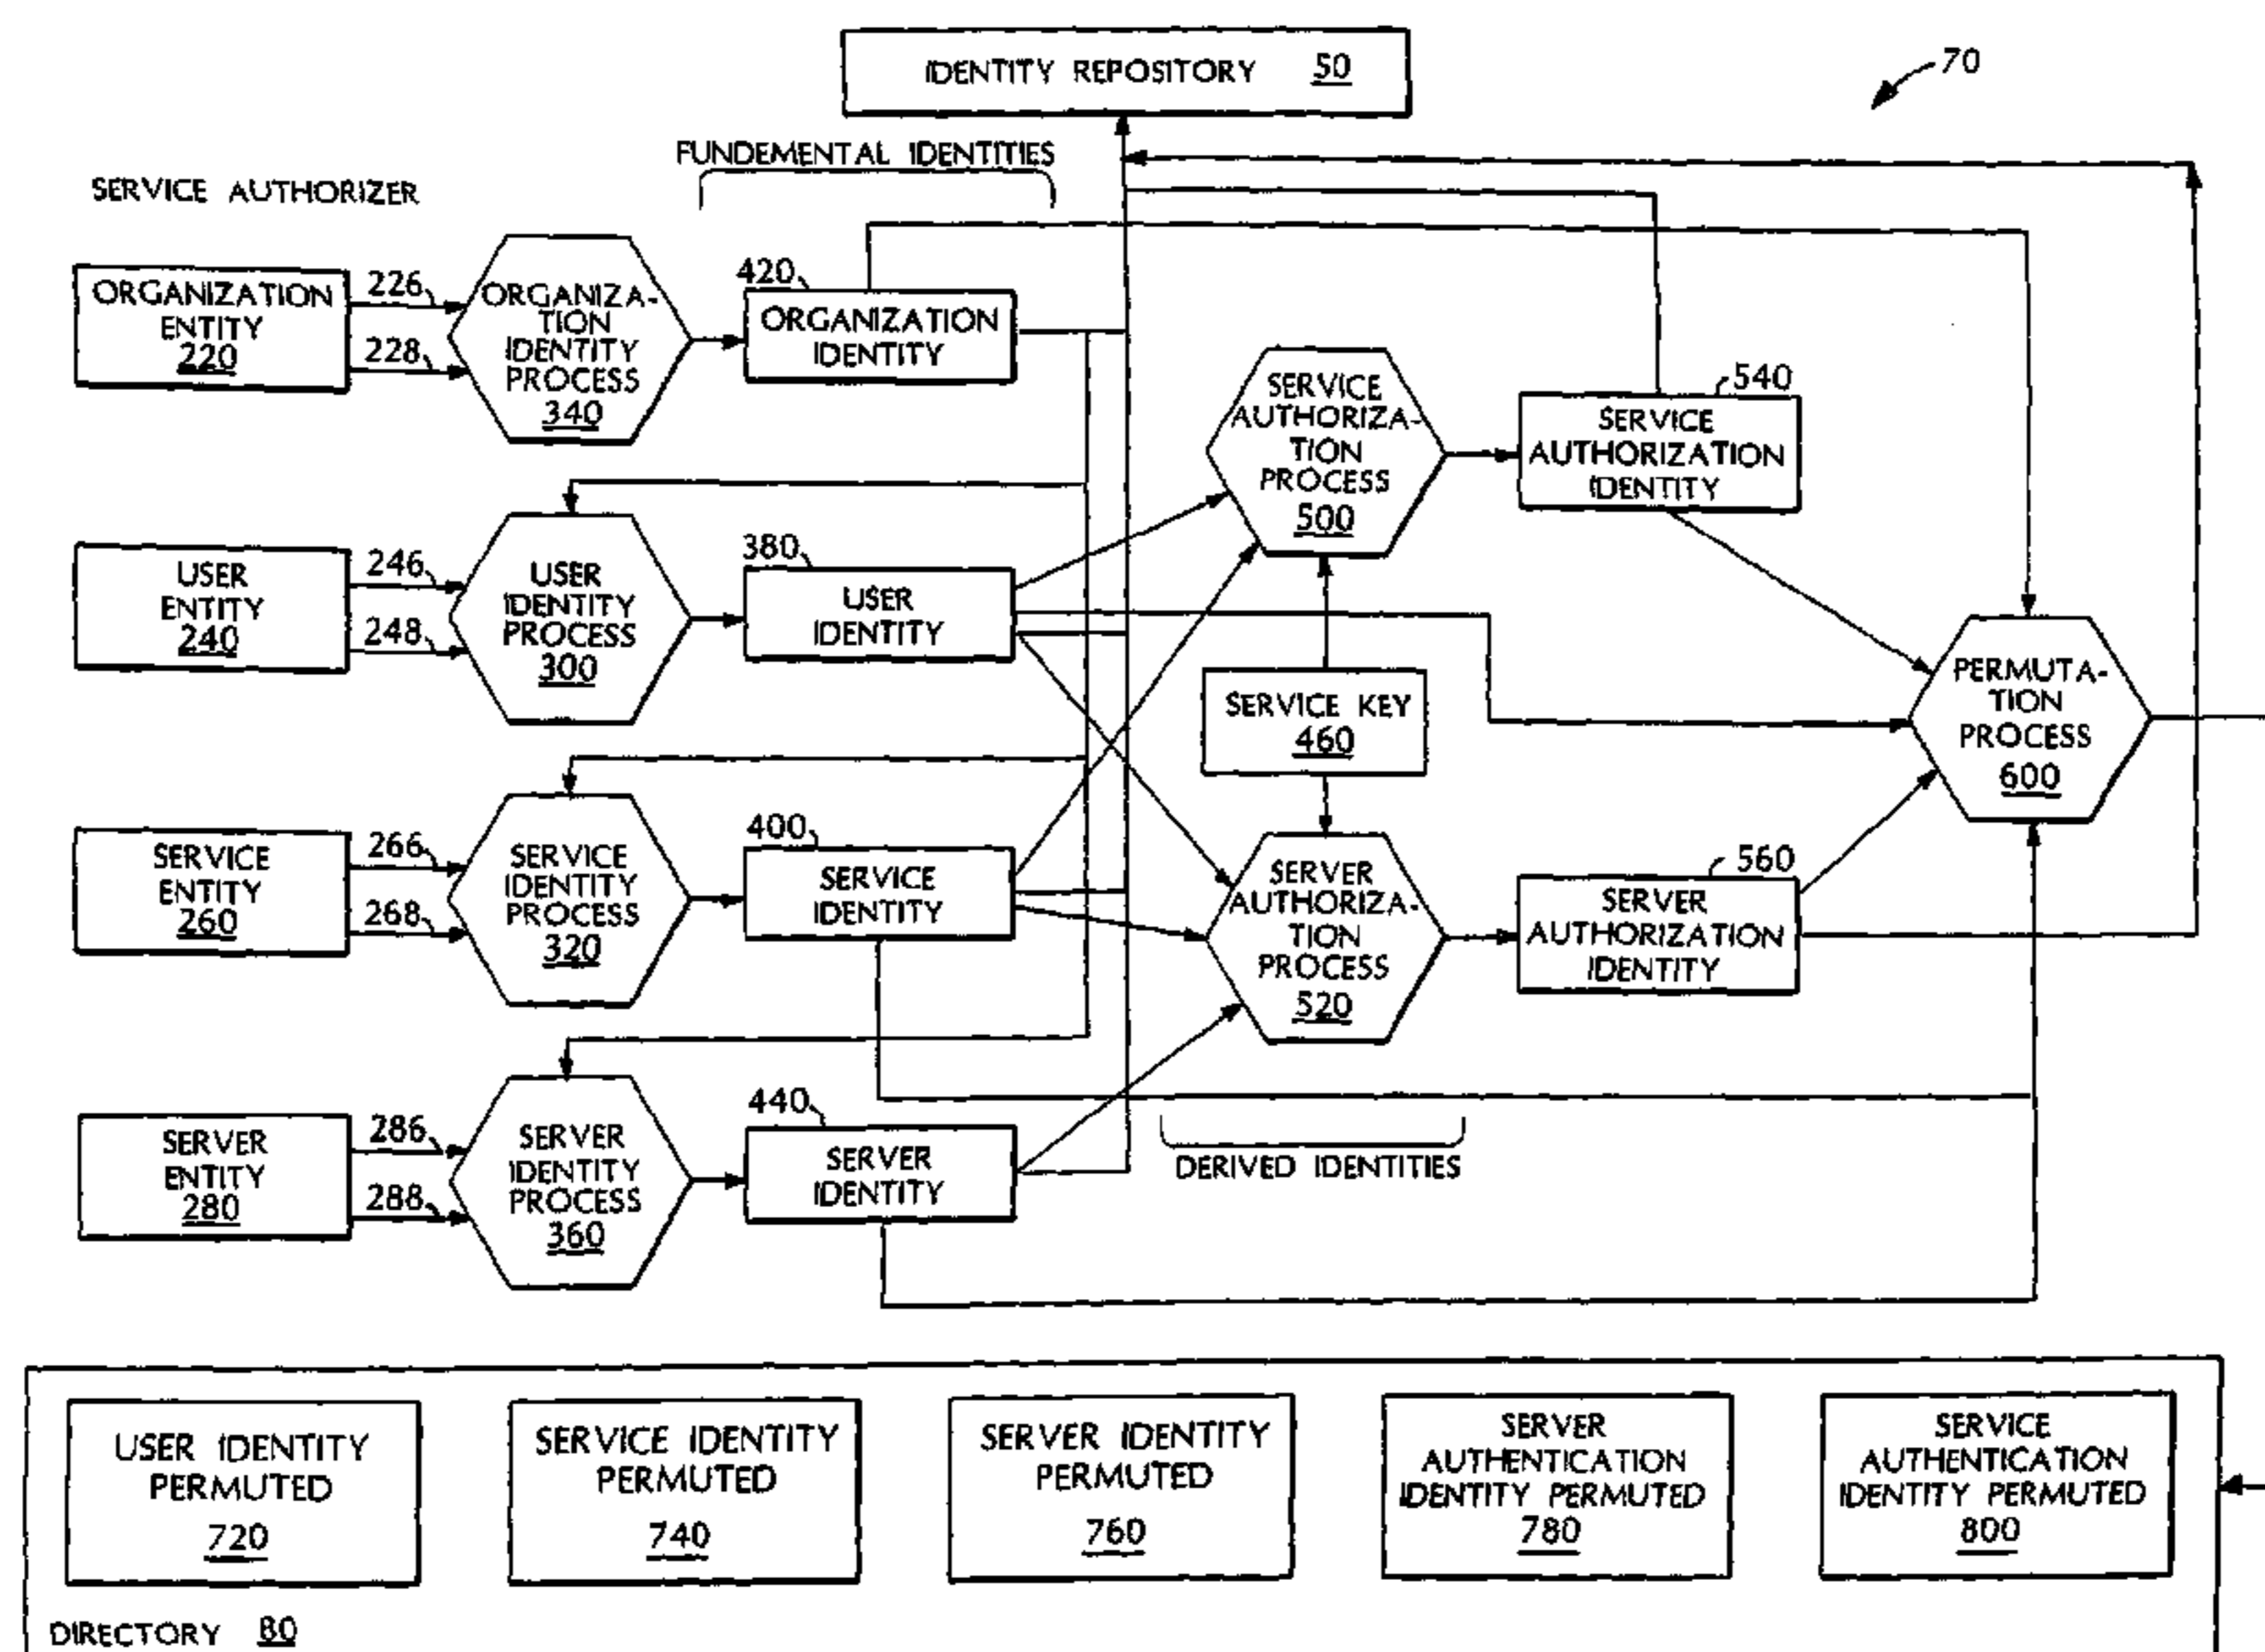 IDENTITY REPOSITORY 50
70
FUNDEMENTAL IDENTITIES
SERVICE AUTHORIZER
ORGANIZATION
ENTITY
220
226
228
ORGANIZA-
TION
IDENTITY
PROCESS
340
420
ORGANIZATION
IDENTITY
SERVICE
AUTHORIZA-
TION
PROCESS
500
540
SERVICE
AUTHORIZATION
IDENTITY
USER
ENTITY
240
246
248
USER
IDENTITY
PROCESS
300
380
USER
IDENTITY
SERVICE KEY
460
PERMUTA-
TION
PROCESS
600
SERVICE
ENTITY
260
266
268
SERVICE
IDENTITY
PROCESS
320
400
SERVICE
IDENTITY
SERVER
AUTHORIZA-
TION
PROCESS
520
560
SERVER
AUTHORIZATION
IDENTITY
SERVER
ENTITY
280
286
288
SERVER
IDENTITY
PROCESS
360
440
SERVER
IDENTITY
DERIVED IDENTITIES
USER IDENTITY
PERMUTED
720
SERVICE IDENTITY
PERMUTED
740
SERVER IDENTITY
PERMUTED
760
SERVER
AUTHENTICATION
IDENTITY PERMUTED
780
SERVICE
AUTHENTICATION
IDENTITY PERMUTED
800
DIRECTORY 80